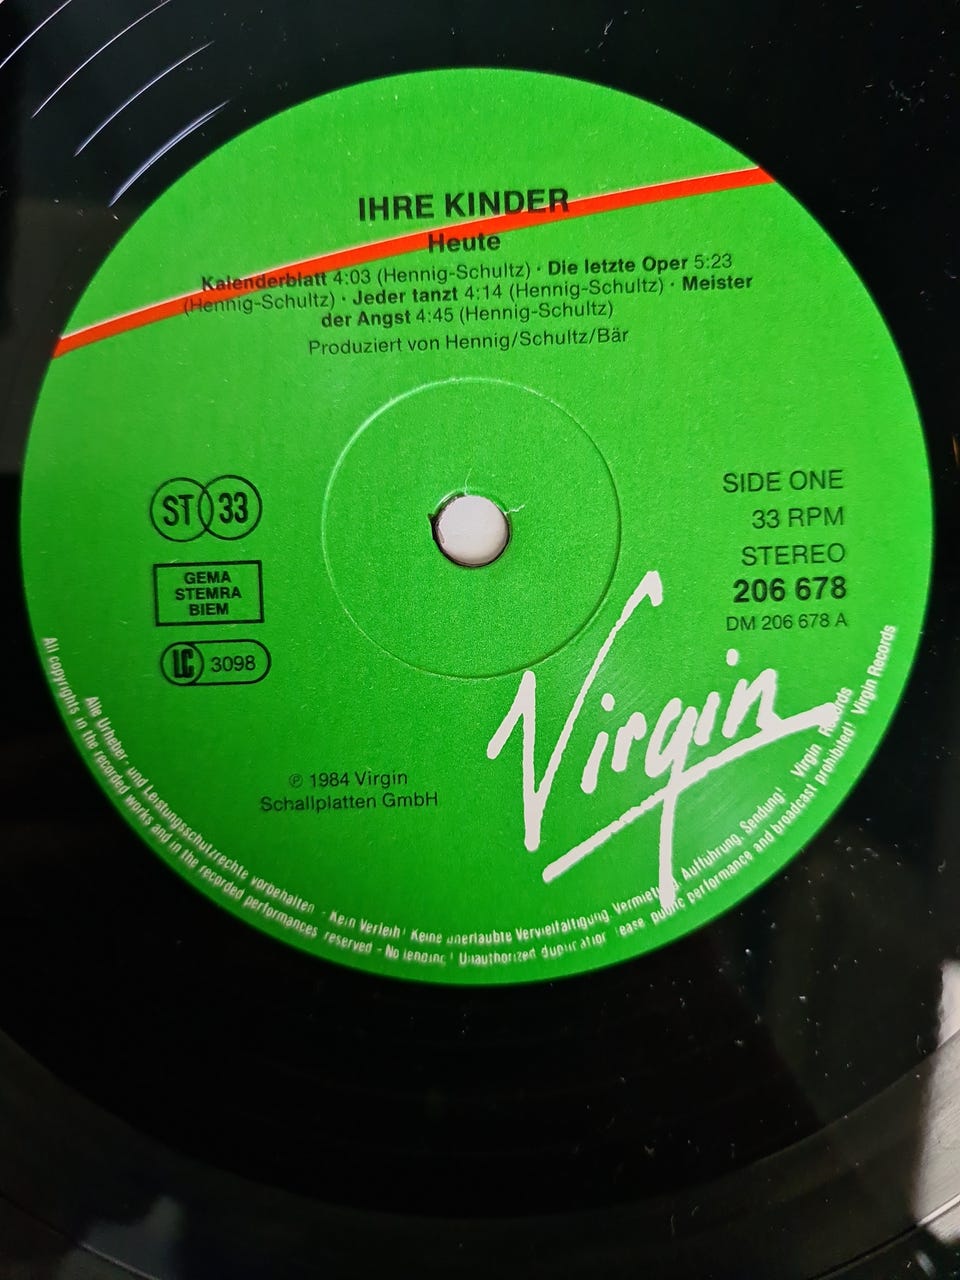 IHRE KINDER
Heute
Kalenderblatt 4:03 (Hennig-Schultz) · Die letzte Oper 5:23
(Hennig-Schultz) · Jeder tanzt 4:14 (Hennig-Schultz) · Meister
der Angst 4:45 (Hennig-Schultz)
Produziert von Hennig/Schultz/Bär
ST 33
GEMA
STEMRA
BIEM
LC 3098
SIDE ONE
33 RPM
STEREO
206 678
DM 206 678 A
Virgin
℗ 1984 Virgin
Schallplatten GmbH
Alle Urheber- und Leistungsschutzrechte vorbehalten - Kein Verleih! Keine unerlaubte Vervielfältigung, Vermietung, Aufführung, Sendung! Virgin Records
All copyrights in the recorded works and in the recorded performances reserved - No lending! Unauthorized duplication, lease, public performance and broadcast prohibited! Virgin Records